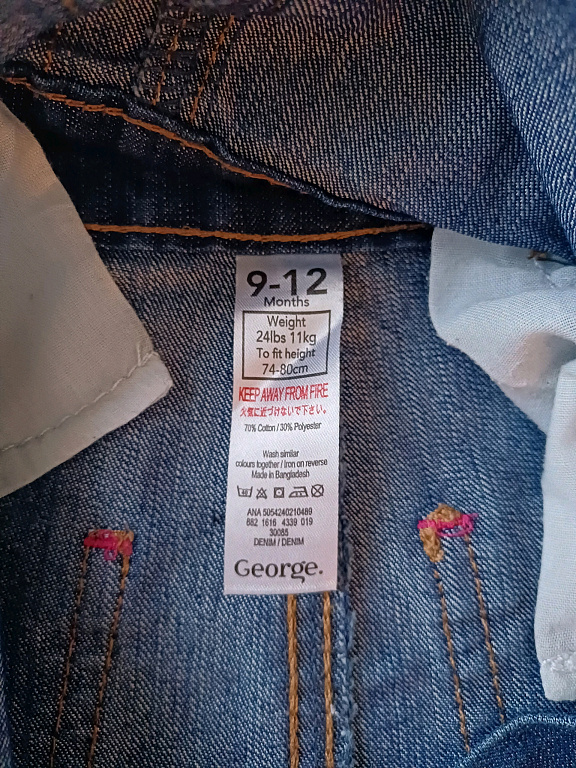 9-12
Months
Weight
24lbs 11kg
To fit height
74-80cm
KEEP AWAY FROM FIRE
火気に近づけないで下さい。
70% Cotton / 30% Polyester
Wash similar
colours together / Iron on reverse
Made in Bangladesh
ANA 5054240210489
682 1616 4339 019
30085
DENIM / DENIM
George.